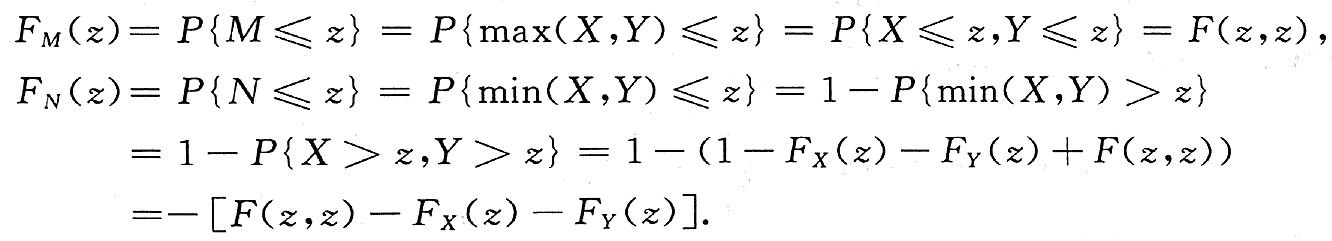 F_M(z)= P{M⩽z} = P{max(X,Y)⩽z} = P{X⩽z,Y⩽z} = F(z,z),
F_N(z)= P{N⩽z} = P{min(X,Y)⩽z} = 1-P{min(X,Y)>z}
= 1-P{X>z,Y>z} = 1-(1-F_X(z)-F_Y(z)+F(z,z))
=-[F(z,z)-F_X(z)-F_Y(z)].